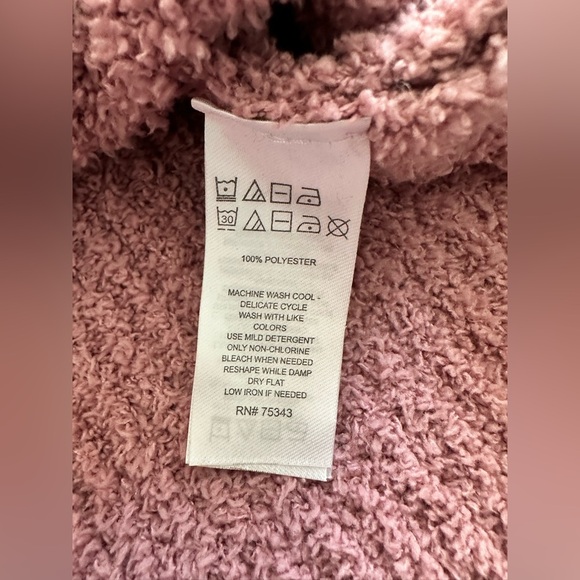 30
100% POLYESTER
MACHINE WASH COOL -
DELICATE CYCLE
WASH WITH LIKE
COLORS
USE MILD DETERGENT
ONLY NON-CHLORINE
BLEACH WHEN NEEDED
RESHAPE WHILE DAMP
DRY FLAT
LOW IRON IF NEEDED
RN# 75343